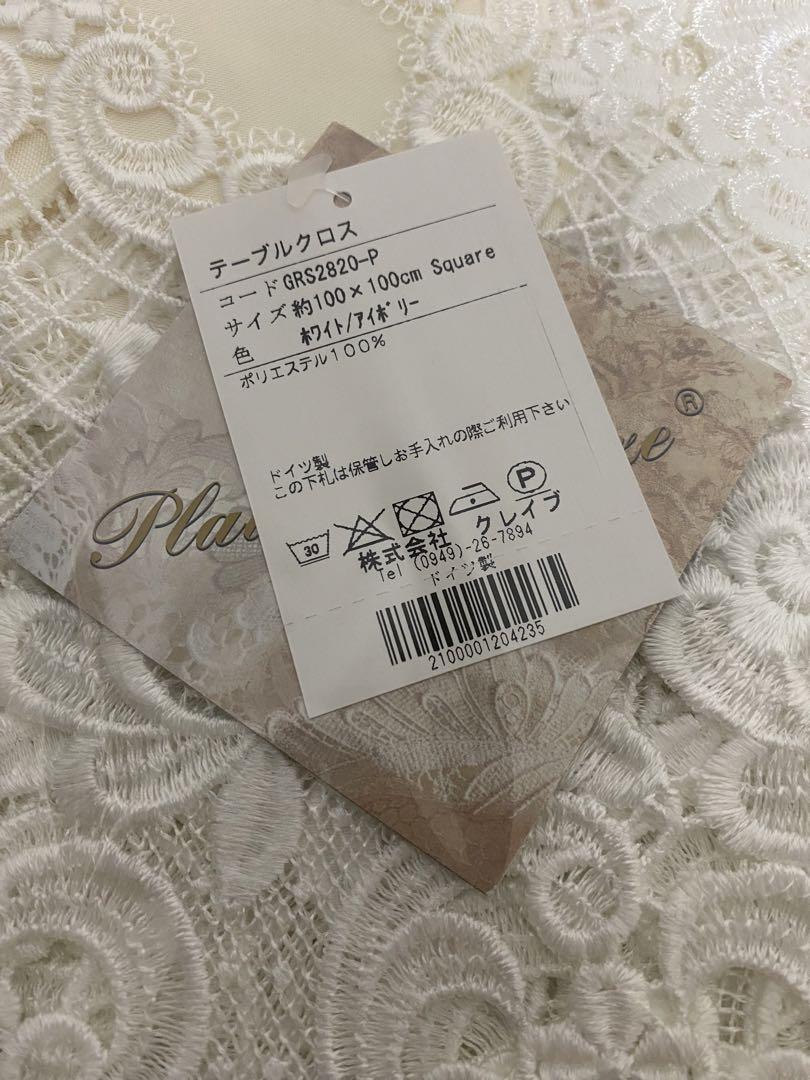 テーブルクロス
コード GRS2820-P
サイズ 約100×100cm Square
色 ホワイト/アイボリー
ポリエステル100%
ドイツ製
この下札は保管しお手入れの際ご利用下さい
30 P
株式会社 クレイブ
Tel (0949)-26-7894
ドイツ製
2100001204235
®